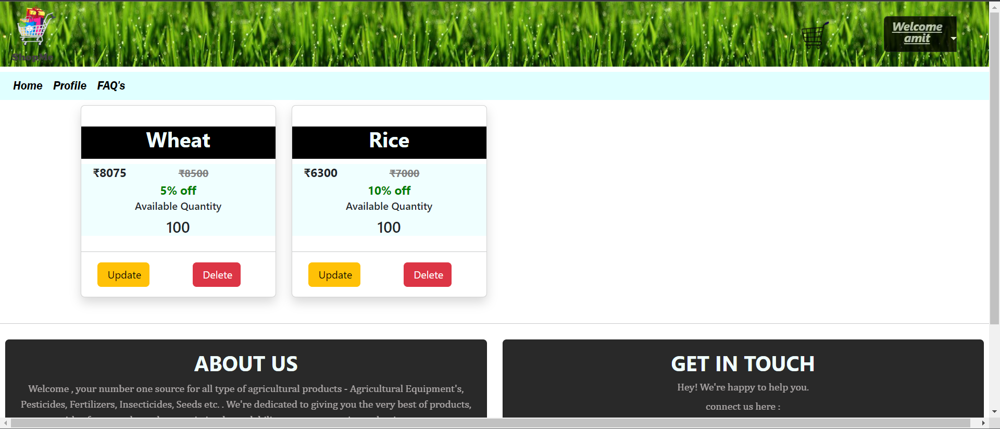 ShopMe
Welcome
amit
Home Profile FAQ's
Wheat
₹8075 ₹8500
5% off
Available Quantity
100
Update Delete
Rice
₹6300 ₹7000
10% off
Available Quantity
100
Update Delete
ABOUT US
Welcome , your number one source for all type of agricultural products - Agricultural Equipment's,
Pesticides, Fertilizers, Insecticides, Seeds etc. . We're dedicated to giving you the very best of products,
GET IN TOUCH
Hey! We're happy to help you.
connect us here :